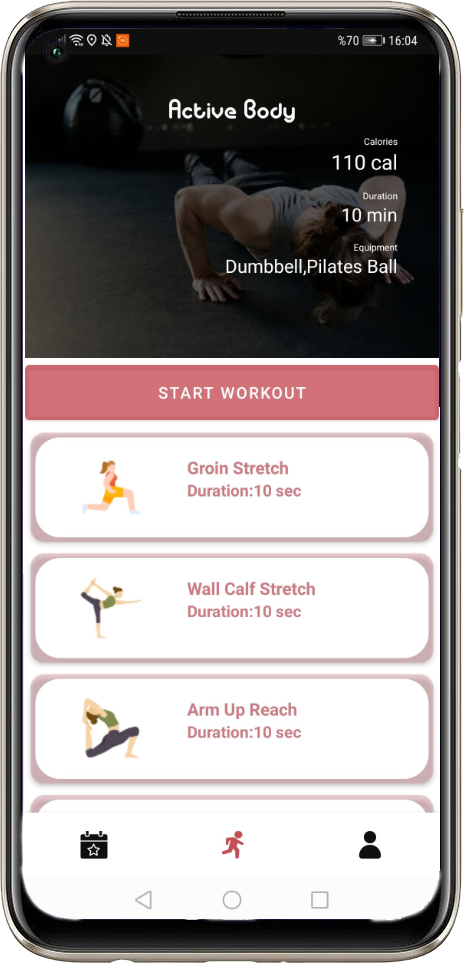 %70 16:04
Active Body
Calories
110 cal
Duration
10 min
Equipment
Dumbbell,Pilates Ball
START WORKOUT
Groin Stretch
Duration:10 sec
Wall Calf Stretch
Duration:10 sec
Arm Up Reach
Duration:10 sec